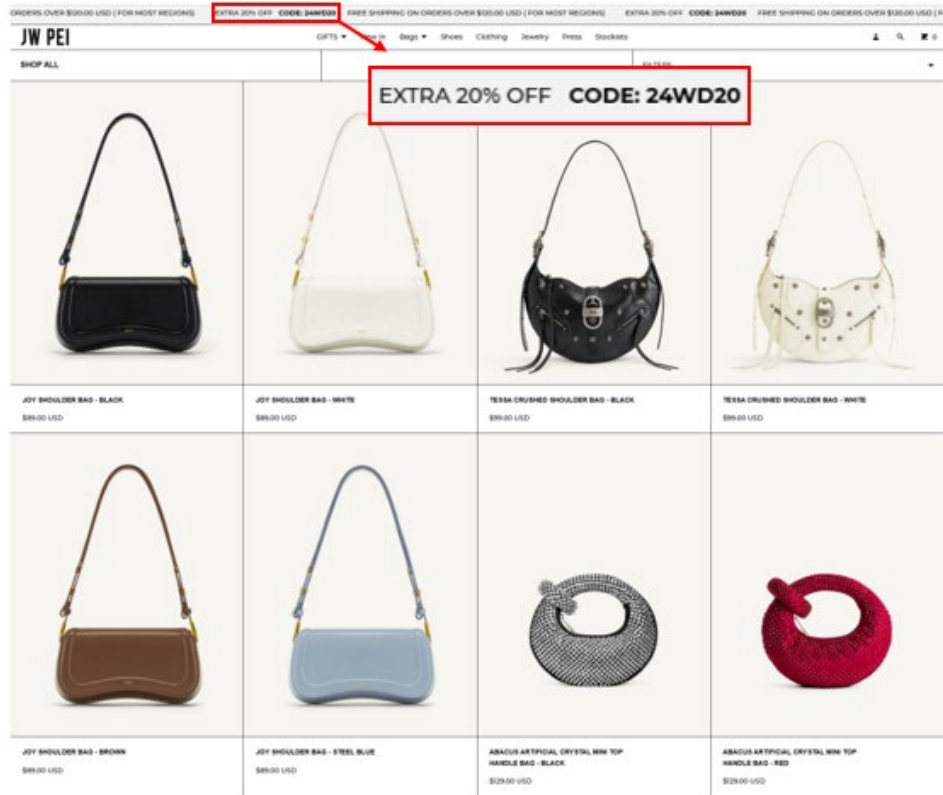 ORDERS OVER $120.00 USD ( FOR MOST REGIONS) EXTRA 20% OFF CODE: 24WD20 FREE SHIPPING ON ORDERS OVER $120.00 USD ( FOR MOST REGIONS) EXTRA 20% OFF CODE: 24WD20 FREE SHIPPING ON ORDERS OVER $120.00 USD (
JW PEI
GIFTS New In Bags Shoes Clothing Jewelry Press Stockists 0
SHOP ALL FILTERS
EXTRA 20% OFF CODE: 24WD20
JOY SHOULDER BAG - BLACK
$89.00 USD
JOY SHOULDER BAG - WHITE
$89.00 USD
TESSA CRUSHED SHOULDER BAG - BLACK
$99.00 USD
TESSA CRUSHED SHOULDER BAG - WHITE
$99.00 USD
JOY SHOULDER BAG - BROWN
$89.00 USD
JOY SHOULDER BAG - STEEL BLUE
$89.00 USD
ABACUS ARTIFICIAL CRYSTAL MINI TOP
HANDLE BAG - BLACK
$129.00 USD
ABACUS ARTIFICIAL CRYSTAL MINI TOP
HANDLE BAG - RED
$129.00 USD